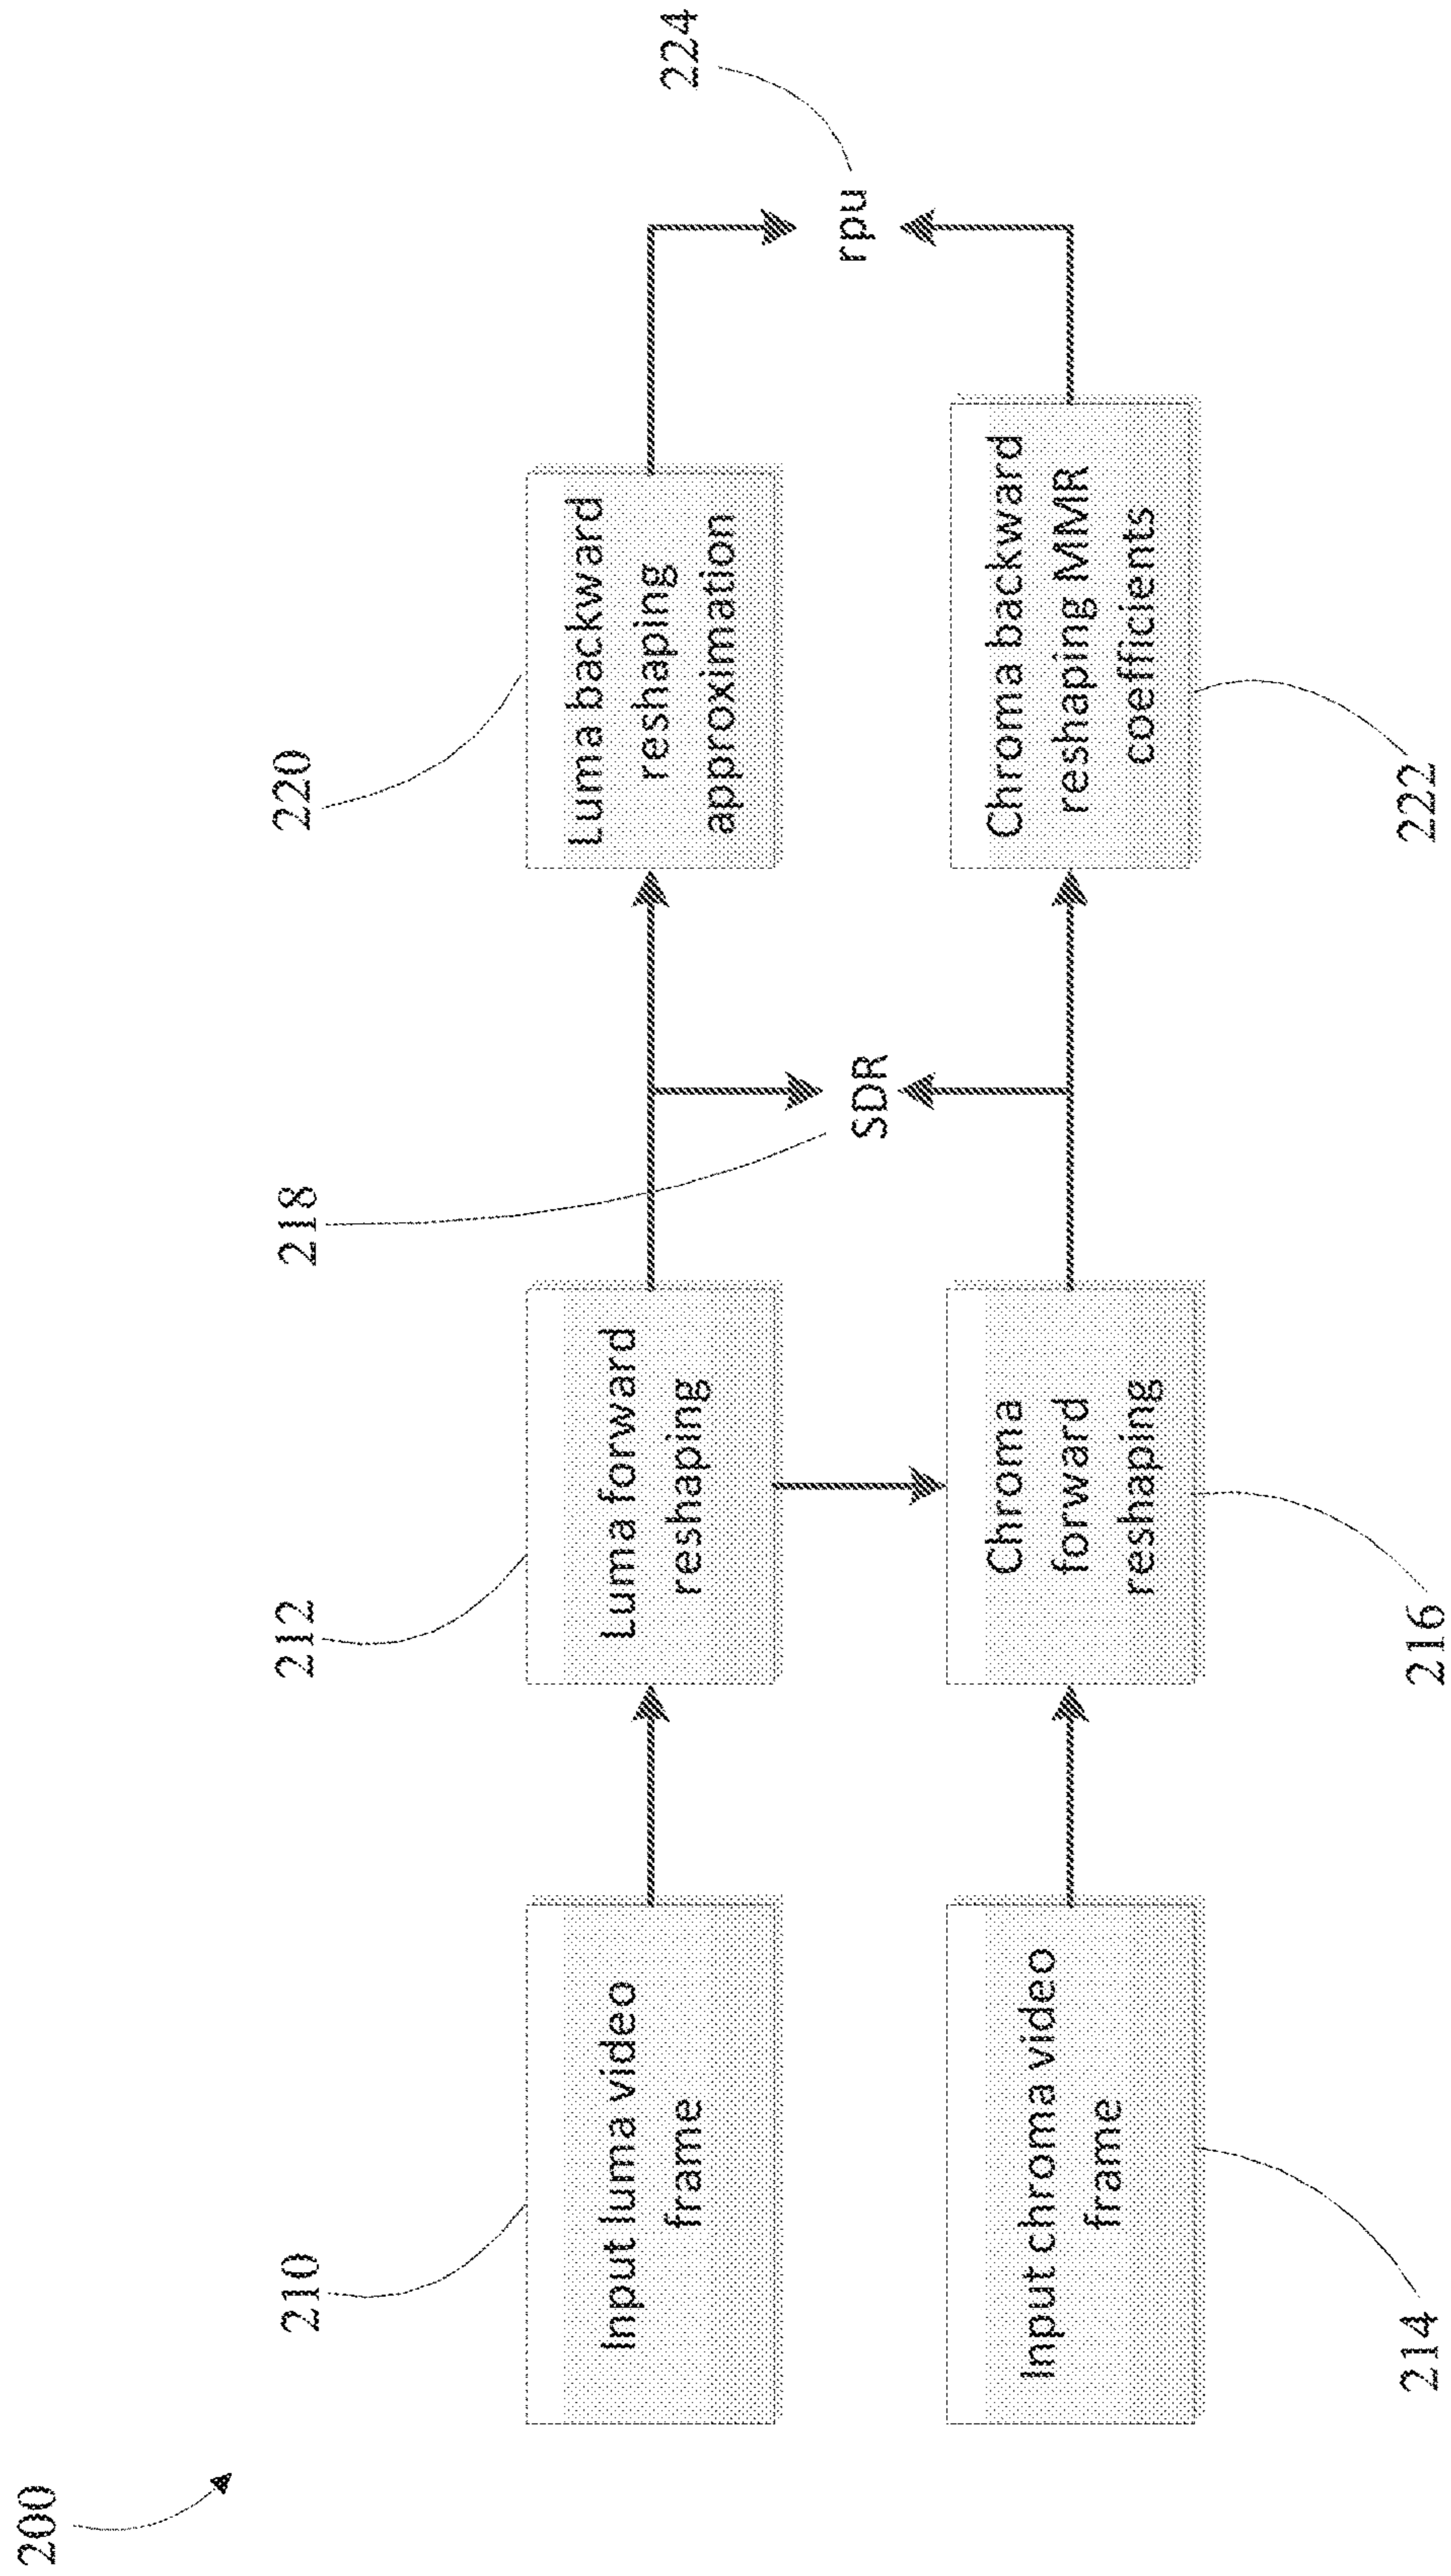 200
210
Input luma video
frame
212
Luma forward
reshaping
218
SDR
220
Luma backward
reshaping
approximation
224
rpu
Input chroma video
frame
214
Chroma
forward
reshaping
216
Chroma backward
reshaping MMR
coefficients
222